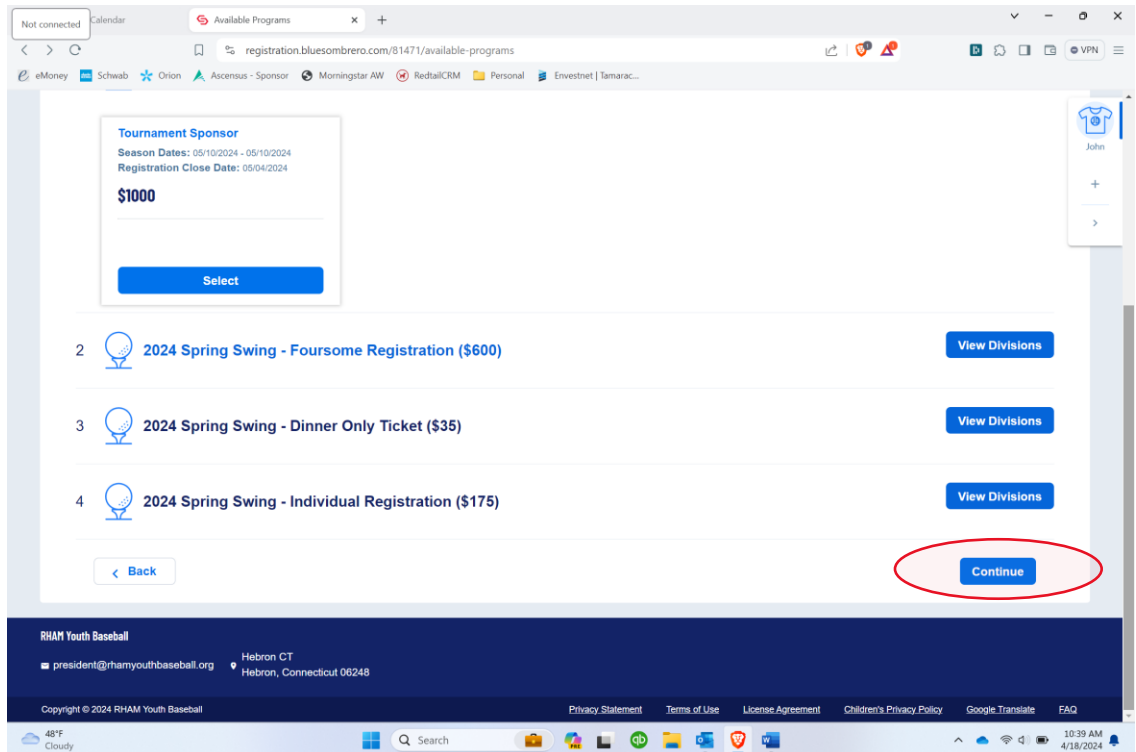 Not connected
Calendar
Available Programs
registration.bluesombrero.com/81471/available-programs
VPN
eMoney Schwab Orion Ascensus - Sponsor Morningstar AW RedtailCRM Personal Envestnet | Tamarac...
Tournament Sponsor
Season Dates: 05/10/2024 - 05/10/2024
Registration Close Date: 05/04/2024
$1000
Select
John
2 2024 Spring Swing - Foursome Registration ($600) View Divisions
3 2024 Spring Swing - Dinner Only Ticket ($35) View Divisions
4 2024 Spring Swing - Individual Registration ($175) View Divisions
Back Continue
RHAM Youth Baseball
president@rhamyouthbaseball.org
Hebron CT
Hebron, Connecticut 06248
Copyright © 2024 RHAM Youth Baseball Privacy Statement Terms of Use License Agreement Children's Privacy Policy Google Translate FAQ
48°F
Cloudy
Search
10:39 AM
4/18/2024